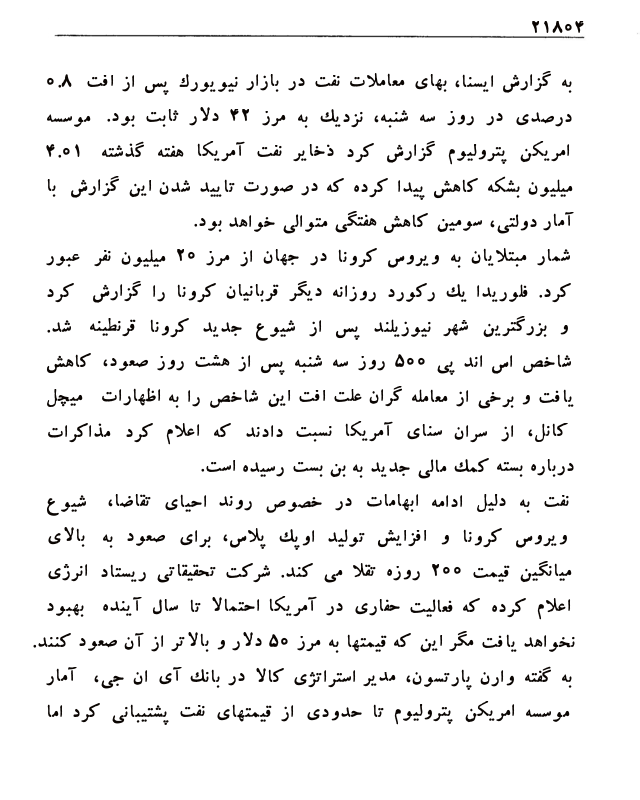 ۲۱۸۰۴
به گزارش ایسنا، بهای معاملات نفت در بازار نیویورك پس از افت ۰.۸
درصدی در روز سه شنبه، نزدیك به مرز ۴۲ دلار ثابت بود. موسسه
امریکن پترولیوم گزارش کرد ذخایر نفت آمریکا هفته گذشته ۴.۰۱
میلیون بشکه کاهش پیدا کرده که در صورت تایید شدن این گزارش با
آمار دولتی، سومین کاهش هفتگی متوالی خواهد بود.
شمار مبتلایان به ویروس کرونا در جهان از مرز ۲۰ میلیون نفر عبور
کرد. فلوریدا یك رکورد روزانه دیگر قربانیان کرونا را گزارش کرد
و بزرگترین شهر نیوزیلند پس از شیوع جدید کرونا قرنطینه شد.
شاخص اس اند پی ۵۰۰ روز سه شنبه پس از هشت روز صعود، کاهش
یافت و برخی از معامله گران علت افت این شاخص را به اظهارات میچل
کانل، از سران سنای آمریکا نسبت دادند که اعلام کرد مذاکرات
درباره بسته کمك مالی جدید به بن بست رسیده است.
نفت به دلیل ادامه ابهامات در خصوص روند احیای تقاضا، شیوع
ویروس کرونا و افزایش تولید اوپك پلاس، برای صعود به بالای
میانگین قیمت ۲۰۰ روزه تقلا می کند. شرکت تحقیقاتی ریستاد انرژی
اعلام کرده که فعالیت حفاری در آمریکا احتمالا تا سال آینده بهبود
نخواهد یافت مگر این که قیمتها به مرز ۵۰ دلار و بالاتر از آن صعود کنند.
به گفته وارن پارتسون، مدیر استراتژی کالا در بانك آی ان جی، آمار
موسسه امریکن پترولیوم تا حدودی از قیمتهای نفت پشتیبانی کرد اما